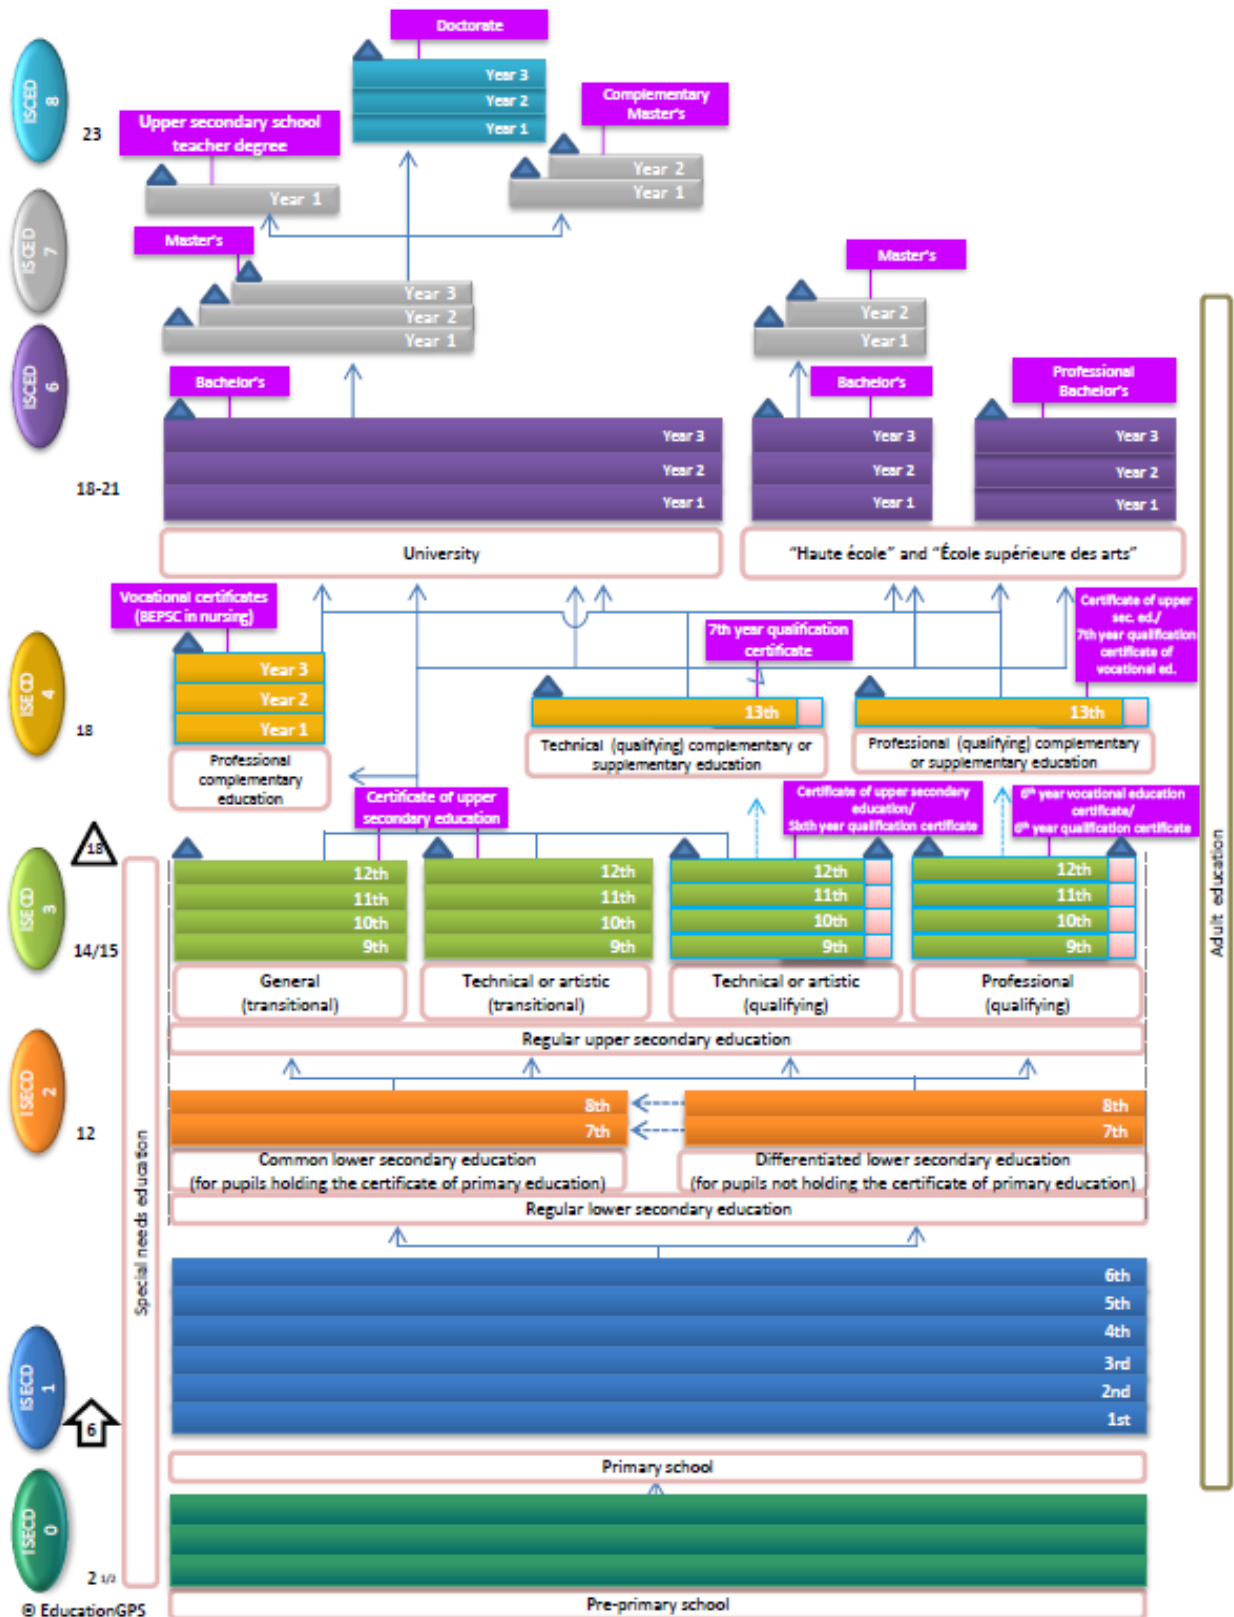 Doctorate
ISCED
8
Year 3
Year 2
Year 1
Complementary
Master's
23
Upper secondary school
teacher degree
Year 2
Year 1
Year 1
ISCED
7
Master's
Master's
Year 3
Year 2
Year 1
Year 2
Year 1
ISCED
6
Bachelor's
Bachelor's
Professional
Bachelor's
Year 3
Year 2
Year 1
Year 3
Year 2
Year 1
Year 3
Year 2
Year 1
18-21
University
"Haute école" and "École supérieure des arts"
Vocational certificates
(BEPSC in nursing)
7th year qualification
certificate
Certificate of upper
sec. ed./
7th year qualification
certificate of
vocational ed.
ISECD
4
Year 3
Year 2
Year 1
18
13th
13th
Professional
complementary
education
Technical (qualifying) complementary or
supplementary education
Professional (qualifying) complementary
or supplementary education
Certificate of upper
secondary education
Certificate of upper secondary
education/
Sixth year qualification certificate
6th year vocational education
certificate/
6th year qualification certificate
18
ISECD
3
12th
11th
10th
9th
12th
11th
10th
9th
12th
11th
10th
9th
12th
11th
10th
9th
14/15
General
(transitional)
Technical or artistic
(transitional)
Technical or artistic
(qualifying)
Professional
(qualifying)
Regular upper secondary education
ISECD
2
8th
7th
8th
7th
12
Common lower secondary education
(for pupils holding the certificate of primary education)
Differentiated lower secondary education
(for pupils not holding the certificate of primary education)
Regular lower secondary education
Special needs education
Adult education
6th
5th
4th
3rd
2nd
1st
ISECD
1
6
Primary school
ISECD
0
2 1/2
Pre-primary school
© EducationGPS